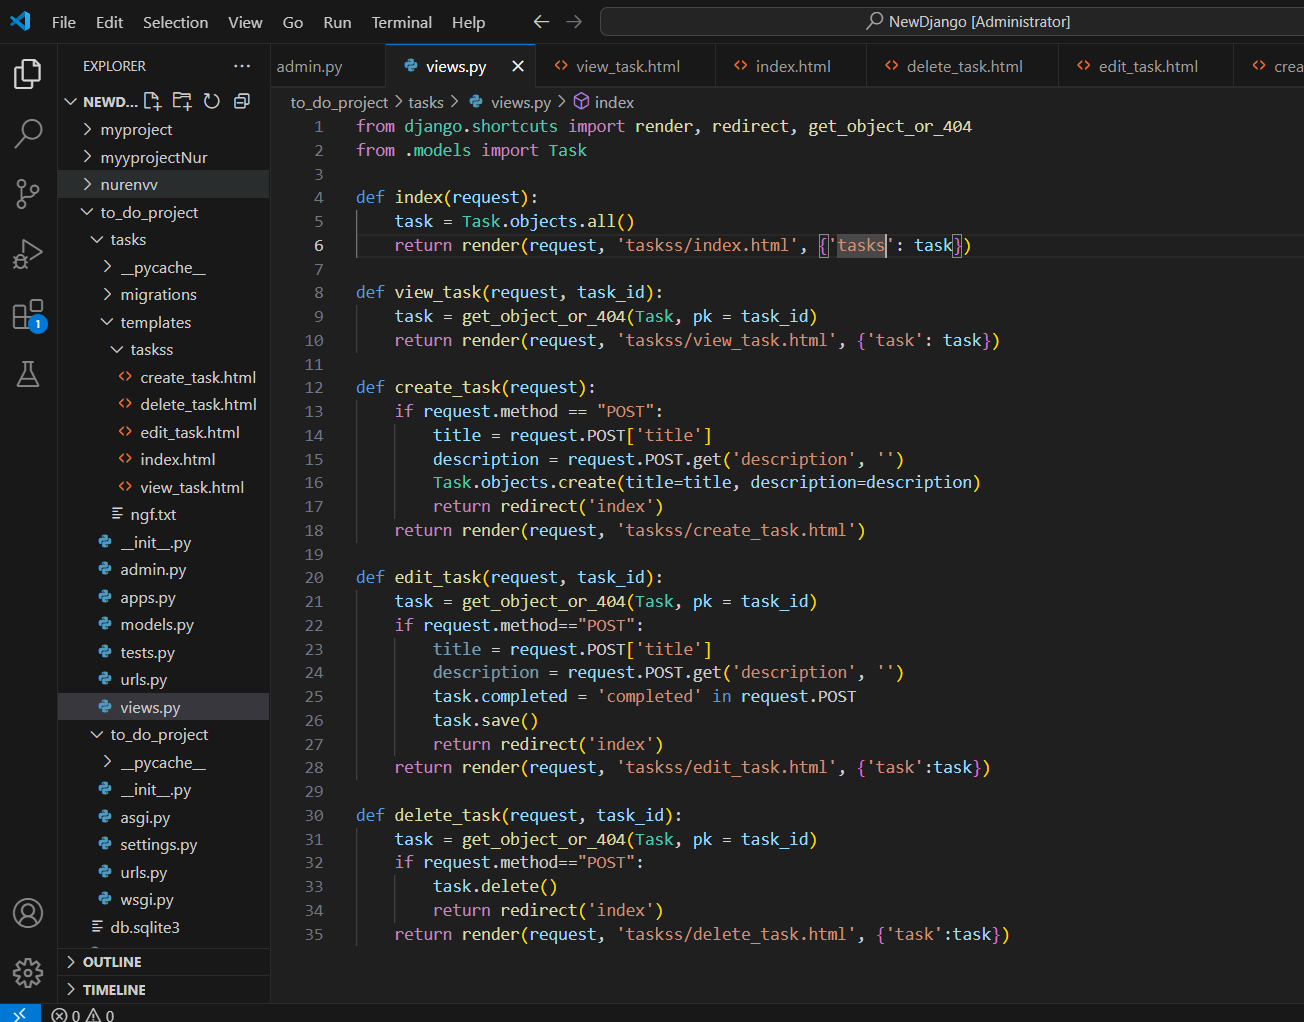 File Edit Selection View Go Run Terminal Help
NewDjango [Administrator]
EXPLORER
admin.py
views.py
view_task.html
index.html
delete_task.html
edit_task.html
crea
NEWD...
to_do_project > tasks > views.py > index
myproject
myyprojectNur
nurenvv
to_do_project
tasks
__pycache__
migrations
templates
taskss
create_task.html
delete_task.html
edit_task.html
index.html
view_task.html
ngf.txt
__init__.py
admin.py
apps.py
models.py
tests.py
urls.py
views.py
to_do_project
__pycache__
__init__.py
asgi.py
settings.py
urls.py
wsgi.py
db.sqlite3
OUTLINE
TIMELINE
1
0 0
1 from django.shortcuts import render, redirect, get_object_or_404
2 from .models import Task
3
4 def index(request):
5     task = Task.objects.all()
6     return render(request, 'taskss/index.html', {'tasks': task})
7
8 def view_task(request, task_id):
9     task = get_object_or_404(Task, pk = task_id)
10     return render(request, 'taskss/view_task.html', {'task': task})
11
12 def create_task(request):
13     if request.method == "POST":
14         title = request.POST['title']
15         description = request.POST.get('description', '')
16         Task.objects.create(title=title, description=description)
17         return redirect('index')
18     return render(request, 'taskss/create_task.html')
19
20 def edit_task(request, task_id):
21     task = get_object_or_404(Task, pk = task_id)
22     if request.method=="POST":
23         title = request.POST['title']
24         description = request.POST.get('description', '')
25         task.completed = 'completed' in request.POST
26         task.save()
27         return redirect('index')
28     return render(request, 'taskss/edit_task.html', {'task':task})
29
30 def delete_task(request, task_id):
31     task = get_object_or_404(Task, pk = task_id)
32     if request.method=="POST":
33         task.delete()
34         return redirect('index')
35     return render(request, 'taskss/delete_task.html', {'task':task})